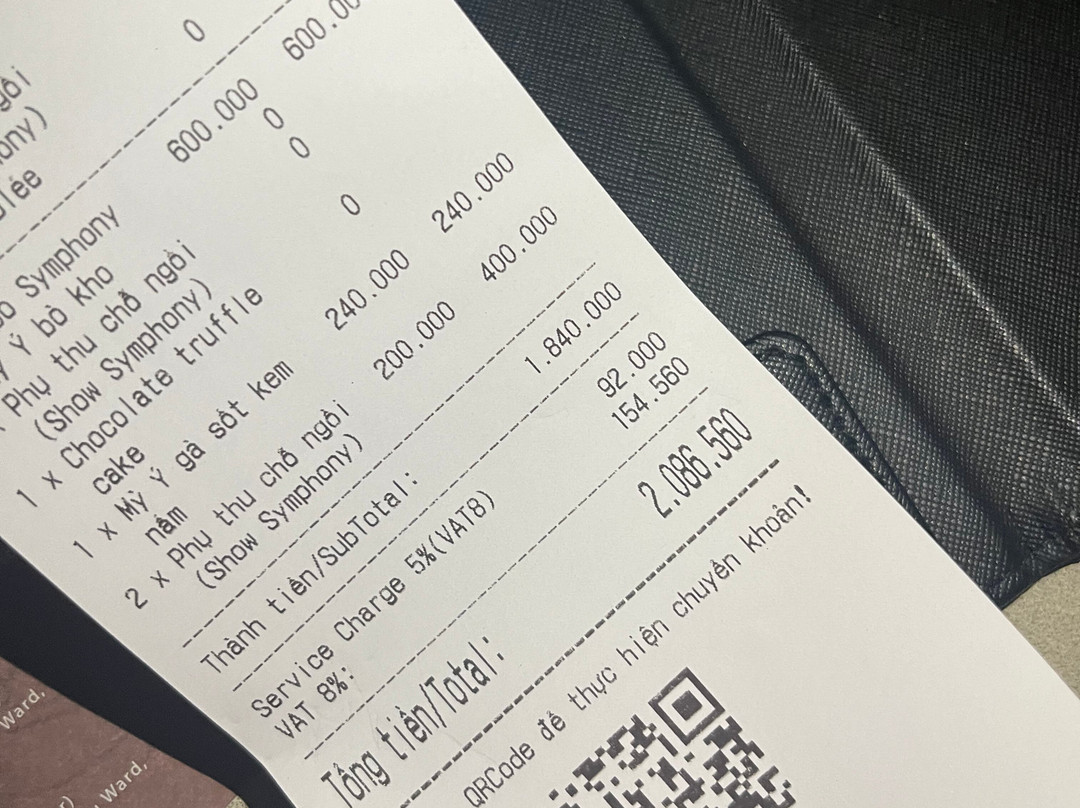 0
ngồi
600.00
600.000
0
Symphony
Ý bò kho
0
Phụ thu chỗ ngồi
(Show Symphony)
0
1 x Chocolate truffle
cake
1 x Mỳ Ý gà sốt kem 240.000 240.000
nấm
2 x Phụ thu chỗ ngồi 200.000 400.000
(Show Symphony)
Thành tiền/SubTotal: 1.840.000
Service Charge 5%(VAT8) 92.000
VAT 8%: 154.560
Tổng tiền/Total: 2.086.560
QRCode để thực hiện chuyển khoản!
Ward,
Ward,